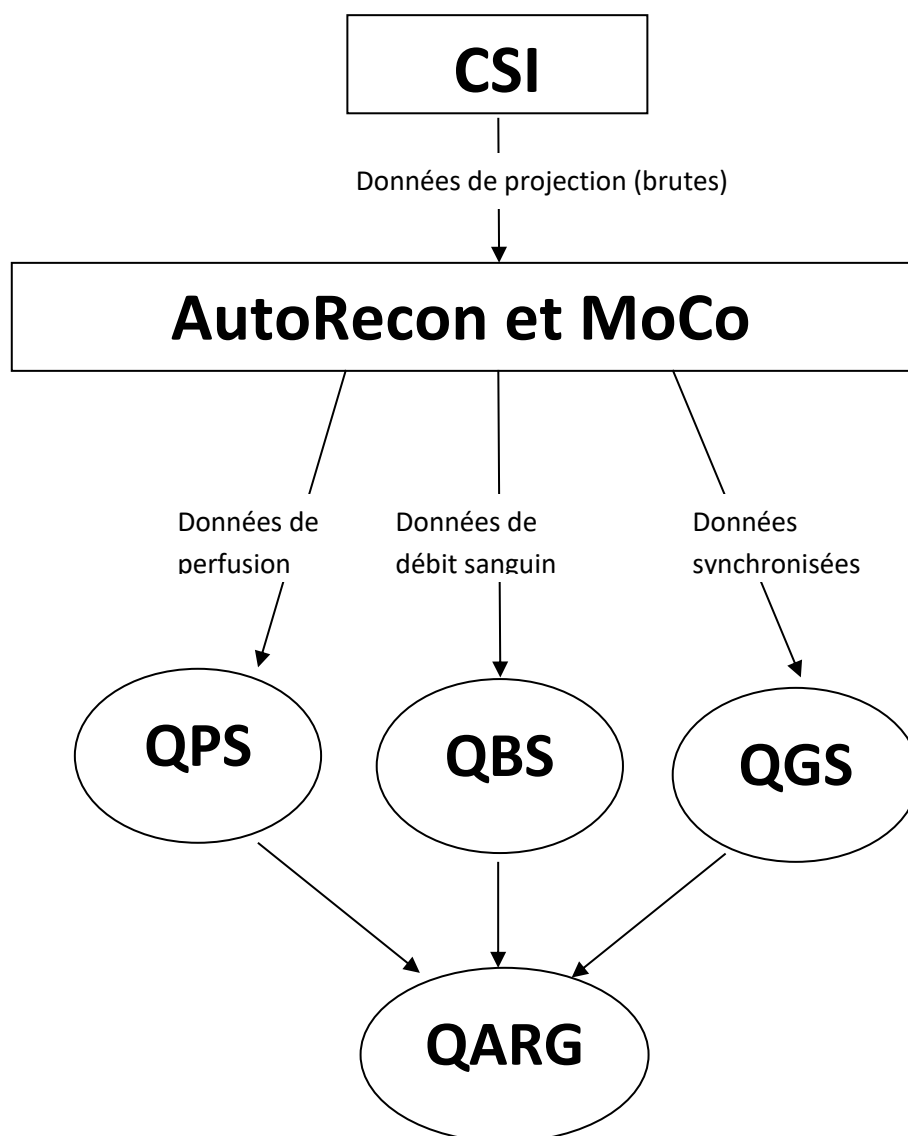 CSI
Données de projection (brutes)
AutoRecon et MoCo
Données de
perfusion
Données de
débit sanguin
Données
synchronisées
QPS
QBS
QGS
QARG